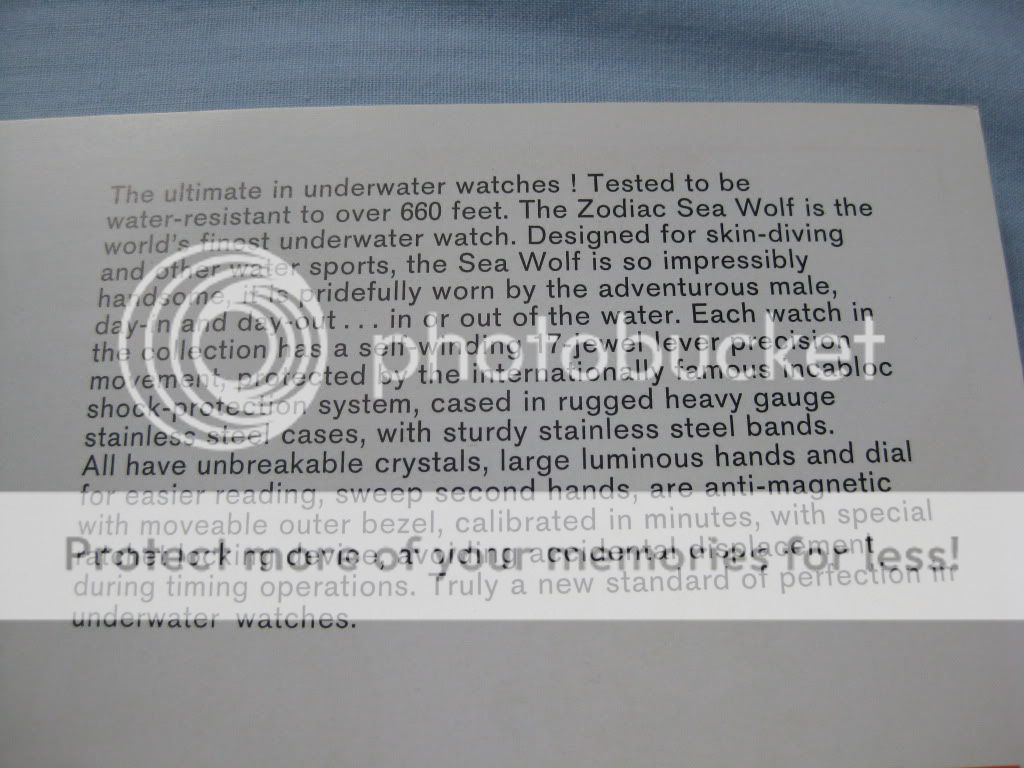 The ultimate in underwater watches ! Tested to be
water-resistant to over 660 feet. The Zodiac Sea Wolf is the
world's finest underwater watch. Designed for skin-diving
and other water sports, the Sea Wolf is so impressibly
handsome, it is pridefully worn by the adventurous male,
day-in and day-out . . . in or out of the water. Each watch in
the collection has a self winding 17 jewel lever precision
movement, protected by the internationally famous incabloc
shock-protection system, cased in rugged heavy gauge
stainless steel cases, with sturdy stainless steel bands.
All have unbreakable crystals, large luminous hands and dial
for easier reading, sweep second hands, are anti-magnetic
with moveable outer bezel, calibrated in minutes, with special
locking device, avoiding accidental displacement
during timing operations. Truly a new standard of perfection in
underwater watches.
photobucket
Protect more of your memories for less!